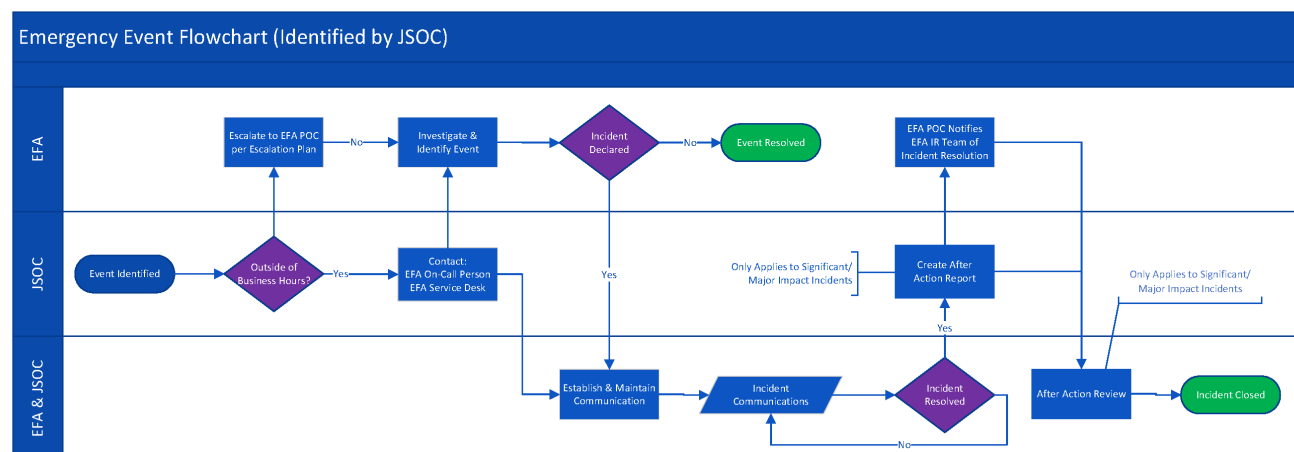 Emergency Event Flowchart (Identified by JSOC)
EFA
Escalate to EFA POC
per Escalation Plan
No
Investigate &
Identify Event
Incident
Declared
No
Event Resolved
EFA POC Notifies
EFA IR Team of
Incident Resolution
JSOC
Event Identified
Outside of
Business Hours?
Yes
Contact:
EFA On-Call Person
EFA Service Desk
Yes
Only Applies to Significant/
Major Impact Incidents
Create After
Action Report
Only Applies to Significant/
Major Impact Incidents
Yes
EFA & JSOC
Establish & Maintain
Communication
Incident
Communications
Incident
Resolved
No
After Action Review
Incident Closed